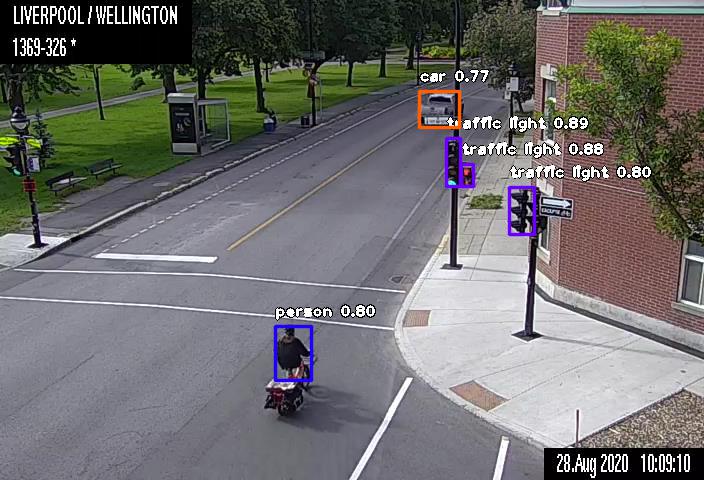 LIVERPOOL / WELLINGTON
1369-326 *
car 0.77
traffic light 0.89
traffic light 0.88
traffic light 0.80
person 0.80
28.Aug 2020 10:09:10